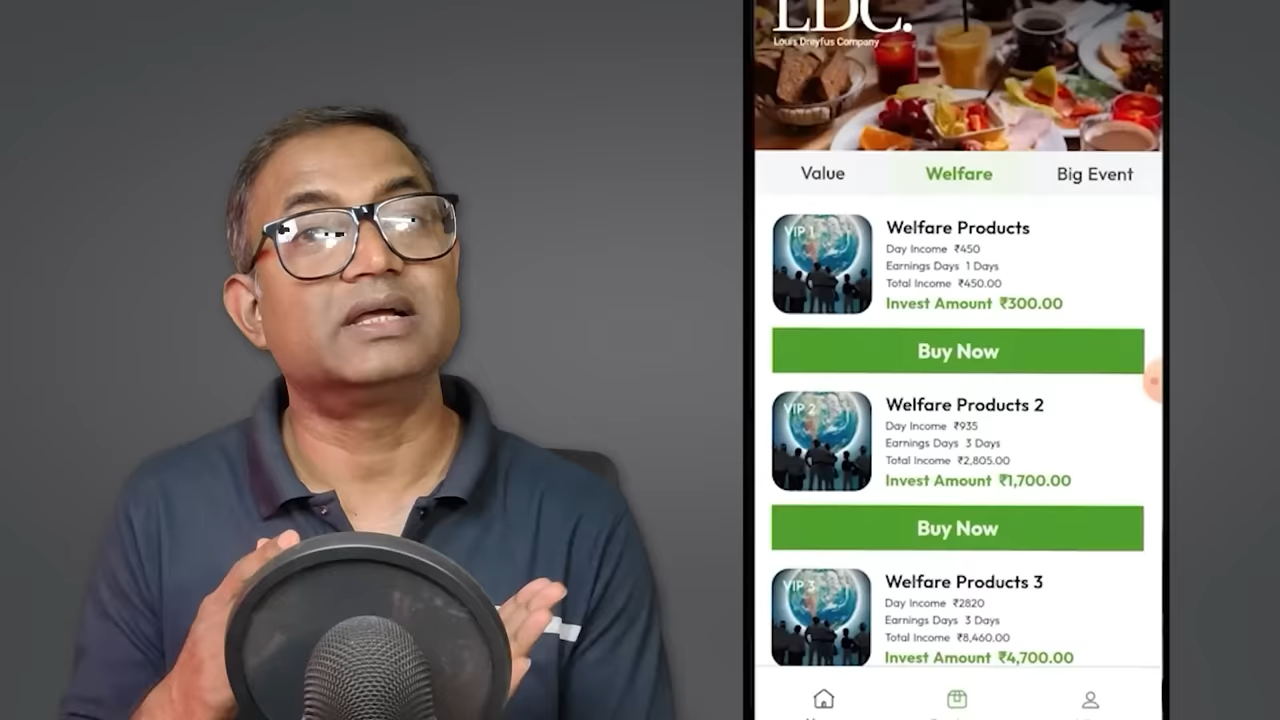 LDC.
Louis Dreyfus Company
Value
Welfare
Big Event
VIP 1
Welfare Products
Day Income ₹450
Earnings Days 1 Days
Total Income ₹450.00
Invest Amount ₹300.00
Buy Now
VIP 2
Welfare Products 2
Day Income ₹935
Earnings Days 3 Days
Total Income ₹2,805.00
Invest Amount ₹1,700.00
Buy Now
VIP 3
Welfare Products 3
Day Income ₹2820
Earnings Days 3 Days
Total Income ₹8,460.00
Invest Amount ₹4,700.00